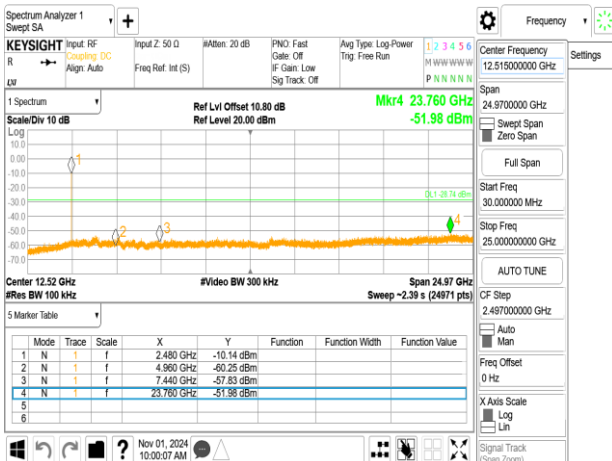 Spectrum Analyzer 1
Swept SA
+
Frequency
KEYSIGHT
R
Input: RF
Coupling: DC
Align: Auto
Input Z: 50 Ω
Freq Ref: Int (S)
#Atten: 20 dB
PNO: Fast
Gate: Off
IF Gain: Low
Sig Track: Off
Avg Type: Log-Power
Trig: Free Run
1 2 3 4 5 6
M W W W W W
P N N N N N
Center Frequency
12.515000000 GHz
Settings
1 Spectrum
Scale/Div 10 dB
Ref Lvl Offset 10.80 dB
Ref Level 20.00 dBm
Mkr4 23.760 GHz
-51.98 dBm
Span
24.9700000 GHz
Swept Span
Zero Span
Full Span
Start Freq
30.000000 MHz
Stop Freq
25.000000000 GHz
AUTO TUNE
CF Step
2.497000000 GHz
Auto
Man
Freq Offset
0 Hz
X Axis Scale
Log
Lin
Signal Track
(Span Zoom)
Log
10.0
0.00
-10.0
-20.0
-30.0
-40.0
-50.0
-60.0
-70.0
1
2
3
4
DL1 -28.74 dBm
Center 12.52 GHz
#Res BW 100 kHz
#Video BW 300 kHz
Span 24.97 GHz
Sweep ~2.39 s (24971 pts)
5 Marker Table
Mode Trace Scale X Y Function Function Width Function Value
1 N 1 f 2.480 GHz -10.14 dBm
2 N 1 f 4.960 GHz -60.25 dBm
3 N 1 f 7.440 GHz -57.83 dBm
4 N 1 f 23.760 GHz -51.98 dBm
5
6
?
Nov 01, 2024
10:00:07 AM